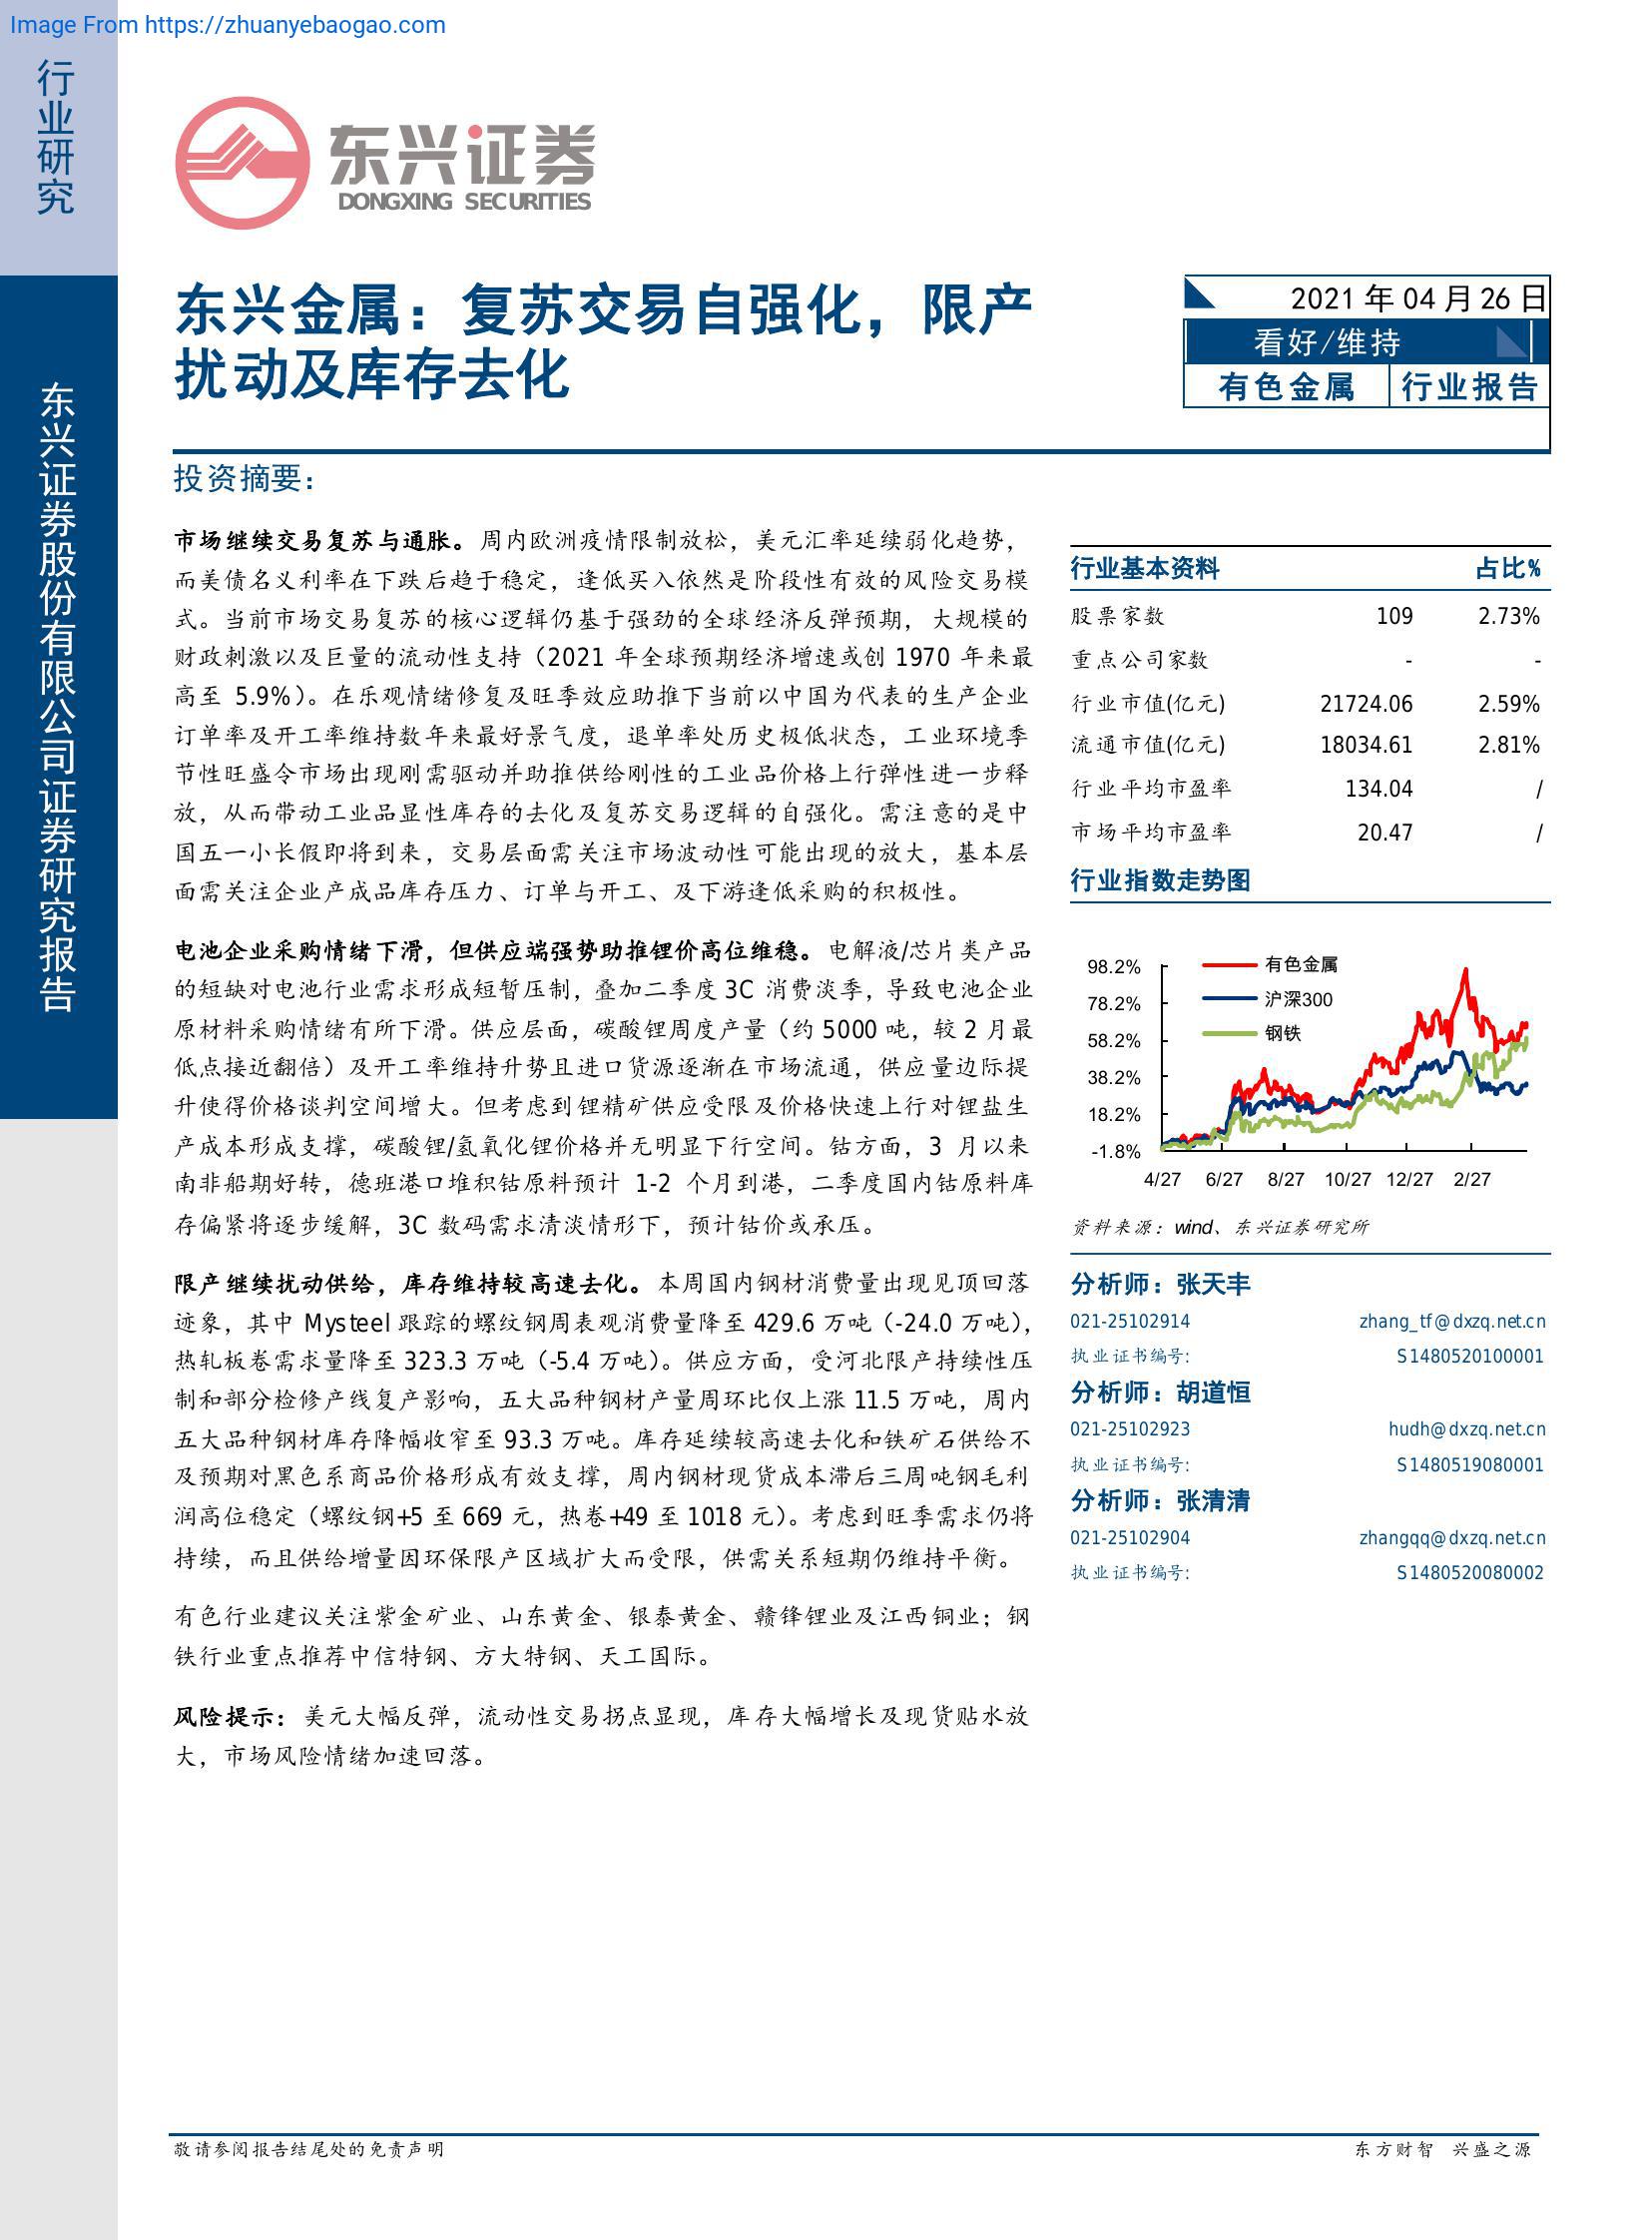 Image From https://zhuanyebaogao.com
行业研究
东兴证券股份有限公司证券研究报告
东兴证券
DONGXING SECURITIES
东兴金属：复苏交易自强化，限产
扰动及库存去化
2021 年 04 月 26 日
看好/维持
有色金属 行业报告
投资摘要：
市场继续交易复苏与通胀。周内欧洲疫情限制放松，美元汇率延续弱化趋势，
而美债名义利率在下跌后趋于稳定，逢低买入依然是阶段性有效的风险交易模
式。当前市场交易复苏的核心逻辑仍基于强劲的全球经济反弹预期，大规模的
财政刺激以及巨量的流动性支持（2021 年全球预期经济增速或创 1970 年来最
高至 5.9%）。在乐观情绪修复及旺季效应助推下当前以中国为代表的生产企业
订单率及开工率维持数年来最好景气度，退单率处历史极低状态，工业环境季
节性旺盛令市场出现刚需驱动并助推供给刚性的工业品价格上行弹性进一步释
放，从而带动工业品显性库存的去化及复苏交易逻辑的自强化。需注意的是中
国五一小长假即将到来，交易层面需关注市场波动性可能出现的放大，基本层
面需关注企业产成品库存压力、订单与开工、及下游逢低采购的积极性。
电池企业采购情绪下滑，但供应端强势助推锂价高位维稳。电解液/芯片类产品
的短缺对电池行业需求形成短暂压制，叠加二季度 3C 消费淡季，导致电池企业
原材料采购情绪有所下滑。供应层面，碳酸锂周度产量（约 5000 吨，较 2 月最
低点接近翻倍）及开工率维持升势且进口货源逐渐在市场流通，供应量边际提
升使得价格谈判空间增大。但考虑到锂精矿供应受限及价格快速上行对锂盐生
产成本形成支撑，碳酸锂/氢氧化锂价格并无明显下行空间。钴方面，3 月以来
南非船期好转，德班港口堆积钴原料预计 1-2 个月到港，二季度国内钴原料库
存偏紧将逐步缓解，3C 数码需求清淡情形下，预计钴价或承压。
限产继续扰动供给，库存维持较高速去化。本周国内钢材消费量出现见顶回落
迹象，其中 Mysteel 跟踪的螺纹钢周表观消费量降至 429.6 万吨（-24.0 万吨），
热轧板卷需求量降至 323.3 万吨（-5.4 万吨）。供应方面，受河北限产持续性压
制和部分检修产线复产影响，五大品种钢材产量周环比仅上涨 11.5 万吨，周内
五大品种钢材库存降幅收窄至 93.3 万吨。库存延续较高速去化和铁矿石供给不
及预期对黑色系商品价格形成有效支撑，周内钢材现货成本滞后三周吨钢毛利
润高位稳定（螺纹钢+5 至 669 元，热卷+49 至 1018 元）。考虑到旺季需求仍将
持续，而且供给增量因环保限产区域扩大而受限，供需关系短期仍维持平衡。
有色行业建议关注紫金矿业、山东黄金、银泰黄金、赣锋锂业及江西铜业；钢
铁行业重点推荐中信特钢、方大特钢、天工国际。
风险提示：美元大幅反弹，流动性交易拐点显现，库存大幅增长及现货贴水放
大，市场风险情绪加速回落。
行业基本资料 占比%
股票家数 109 2.73%
重点公司家数 - -
行业市值(亿元) 21724.06 2.59%
流通市值(亿元) 18034.61 2.81%
行业平均市盈率 134.04 /
市场平均市盈率 20.47 /
行业指数走势图
98.2%
78.2%
58.2%
38.2%
18.2%
-1.8%
有色金属
沪深300
钢铁
4/27 6/27 8/27 10/27 12/27 2/27
资料来源：wind、东兴证券研究所
分析师：张天丰
021-25102914 zhang_tf@dxzq.net.cn
执业证书编号: S1480520100001
分析师：胡道恒
021-25102923 hudh@dxzq.net.cn
执业证书编号: S1480519080001
分析师：张清清
021-25102904 zhangqq@dxzq.net.cn
执业证书编号: S1480520080002
敬请参阅报告结尾处的免责声明
东方财智 兴盛之源